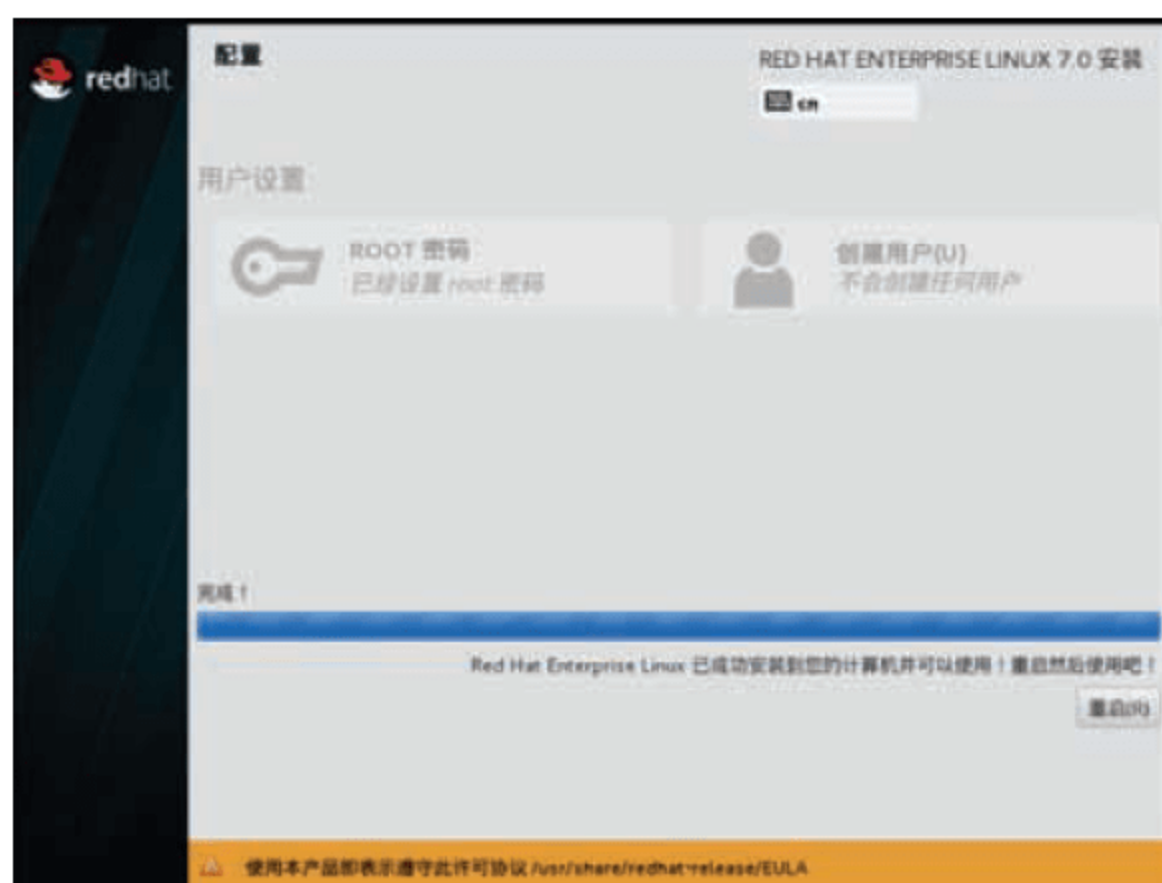 redhat
配置
RED HAT ENTERPRISE LINUX 7.0 安装
cn
用户设置
ROOT 密码
已经设置 root 密码
创建用户(U)
不会创建任何用户
完成！
Red Hat Enterprise Linux 已成功安装到您的计算机并可以使用！重启然后使用吧！
重启(R)
使用本产品即表示遵守此许可协议 /usr/share/redhat-release/EULA